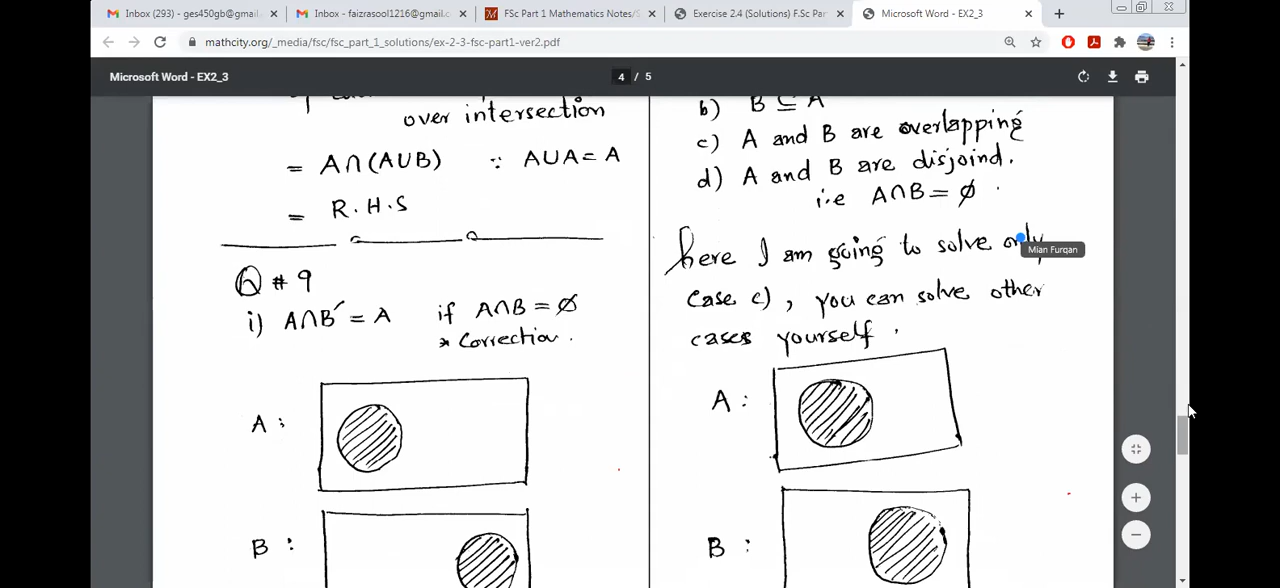 Inbox (293) - ges450gb@gmail.
Inbox - faizrasool1216@gmail.c
FSc Part 1 Mathematics Notes/S
Exercise 2.4 (Solutions) F.Sc Par
Microsoft Word - EX2_3
mathcity.org/_media/fsc/fsc_part_1_solutions/ex-2-3-fsc-part1-ver2.pdf
Microsoft Word - EX2_3
4 / 5
over intersection
= A∩(A∪B) ∵ A∪A = A
= R.H.S
Q # 9
i) A∩B′ = A if A∩B = ∅
* Correction.
A :
B :
b) B ⊆ A
c) A and B are overlapping
d) A and B are disjoind.
i.e A∩B = ∅ .
here I am going to solve only
Mian Furqan
case c) , you can solve other
cases yourself .
A :
B :